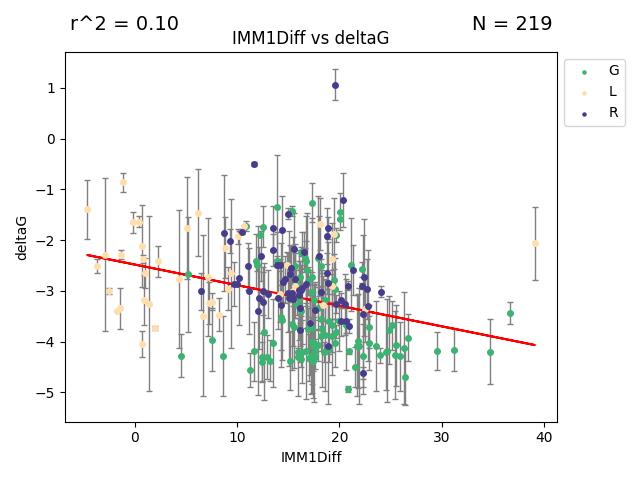 r^2 = 0.10 N = 219
IMM1Diff vs deltaG
G
L
R
1
0
−1
−2
−3
−4
−5
deltaG
0 10 20 30 40
IMM1Diff